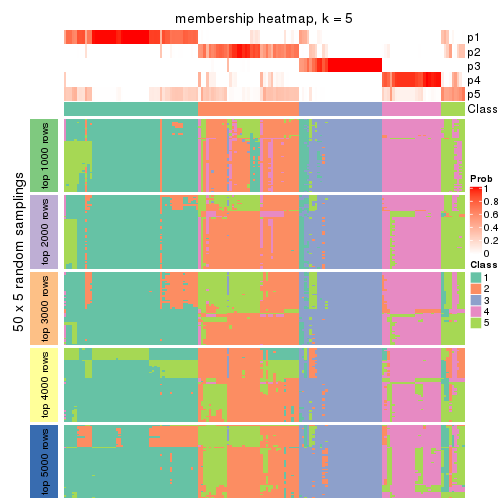 membership heatmap, k = 5
p1
p2
p3
p4
p5
Class
50 x 5 random samplings
top 1000 rows
top 2000 rows
top 3000 rows
top 4000 rows
top 5000 rows
Prob
1
0.8
0.6
0.4
0.2
0
Class
1
2
3
4
5